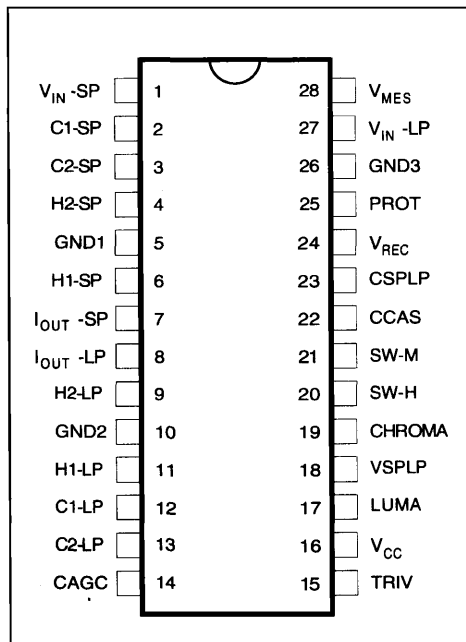 V_IN -SP 1 28 V_MES
C1-SP 2 27 V_IN -LP
C2-SP 3 26 GND3
H2-SP 4 25 PROT
GND1 5 24 V_REC
H1-SP 6 23 CSPLP
I_OUT -SP 7 22 CCAS
I_OUT -LP 8 21 SW-M
H2-LP 9 20 SW-H
GND2 10 19 CHROMA
H1-LP 11 18 VSPLP
C1-LP 12 17 LUMA
C2-LP 13 16 V_CC
CAGC 14 15 TRIV